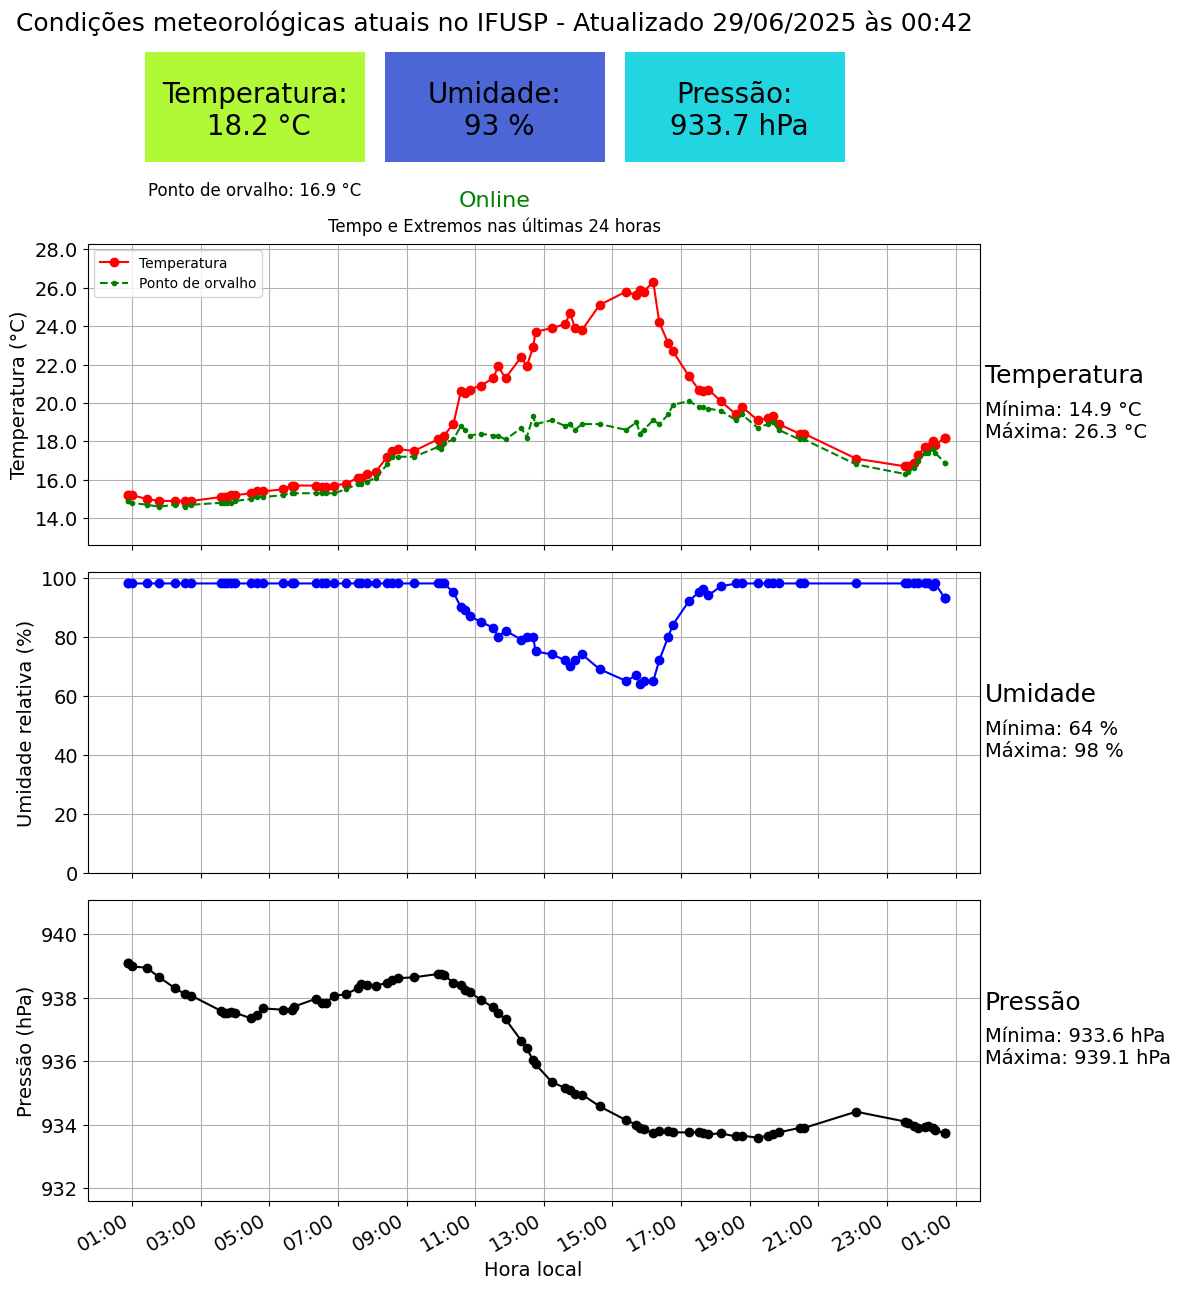 Condições meteorológicas atuais no IFUSP - Atualizado 29/06/2025 às 00:42
Temperatura:
18.2 °C
Umidade:
93 %
Pressão:
933.7 hPa
Ponto de orvalho: 16.9 °C
Online
Tempo e Extremos nas últimas 24 horas
Temperatura
Ponto de orvalho
Temperatura (°C)
28.0
26.0
24.0
22.0
20.0
18.0
16.0
14.0
Temperatura
Mínima: 14.9 °C
Máxima: 26.3 °C
Umidade relativa (%)
100
80
60
40
20
0
Umidade
Mínima: 64 %
Máxima: 98 %
Pressão (hPa)
940
938
936
934
932
Pressão
Mínima: 933.6 hPa
Máxima: 939.1 hPa
01:00
03:00
05:00
07:00
09:00
11:00
13:00
15:00
17:00
19:00
21:00
23:00
01:00
Hora local